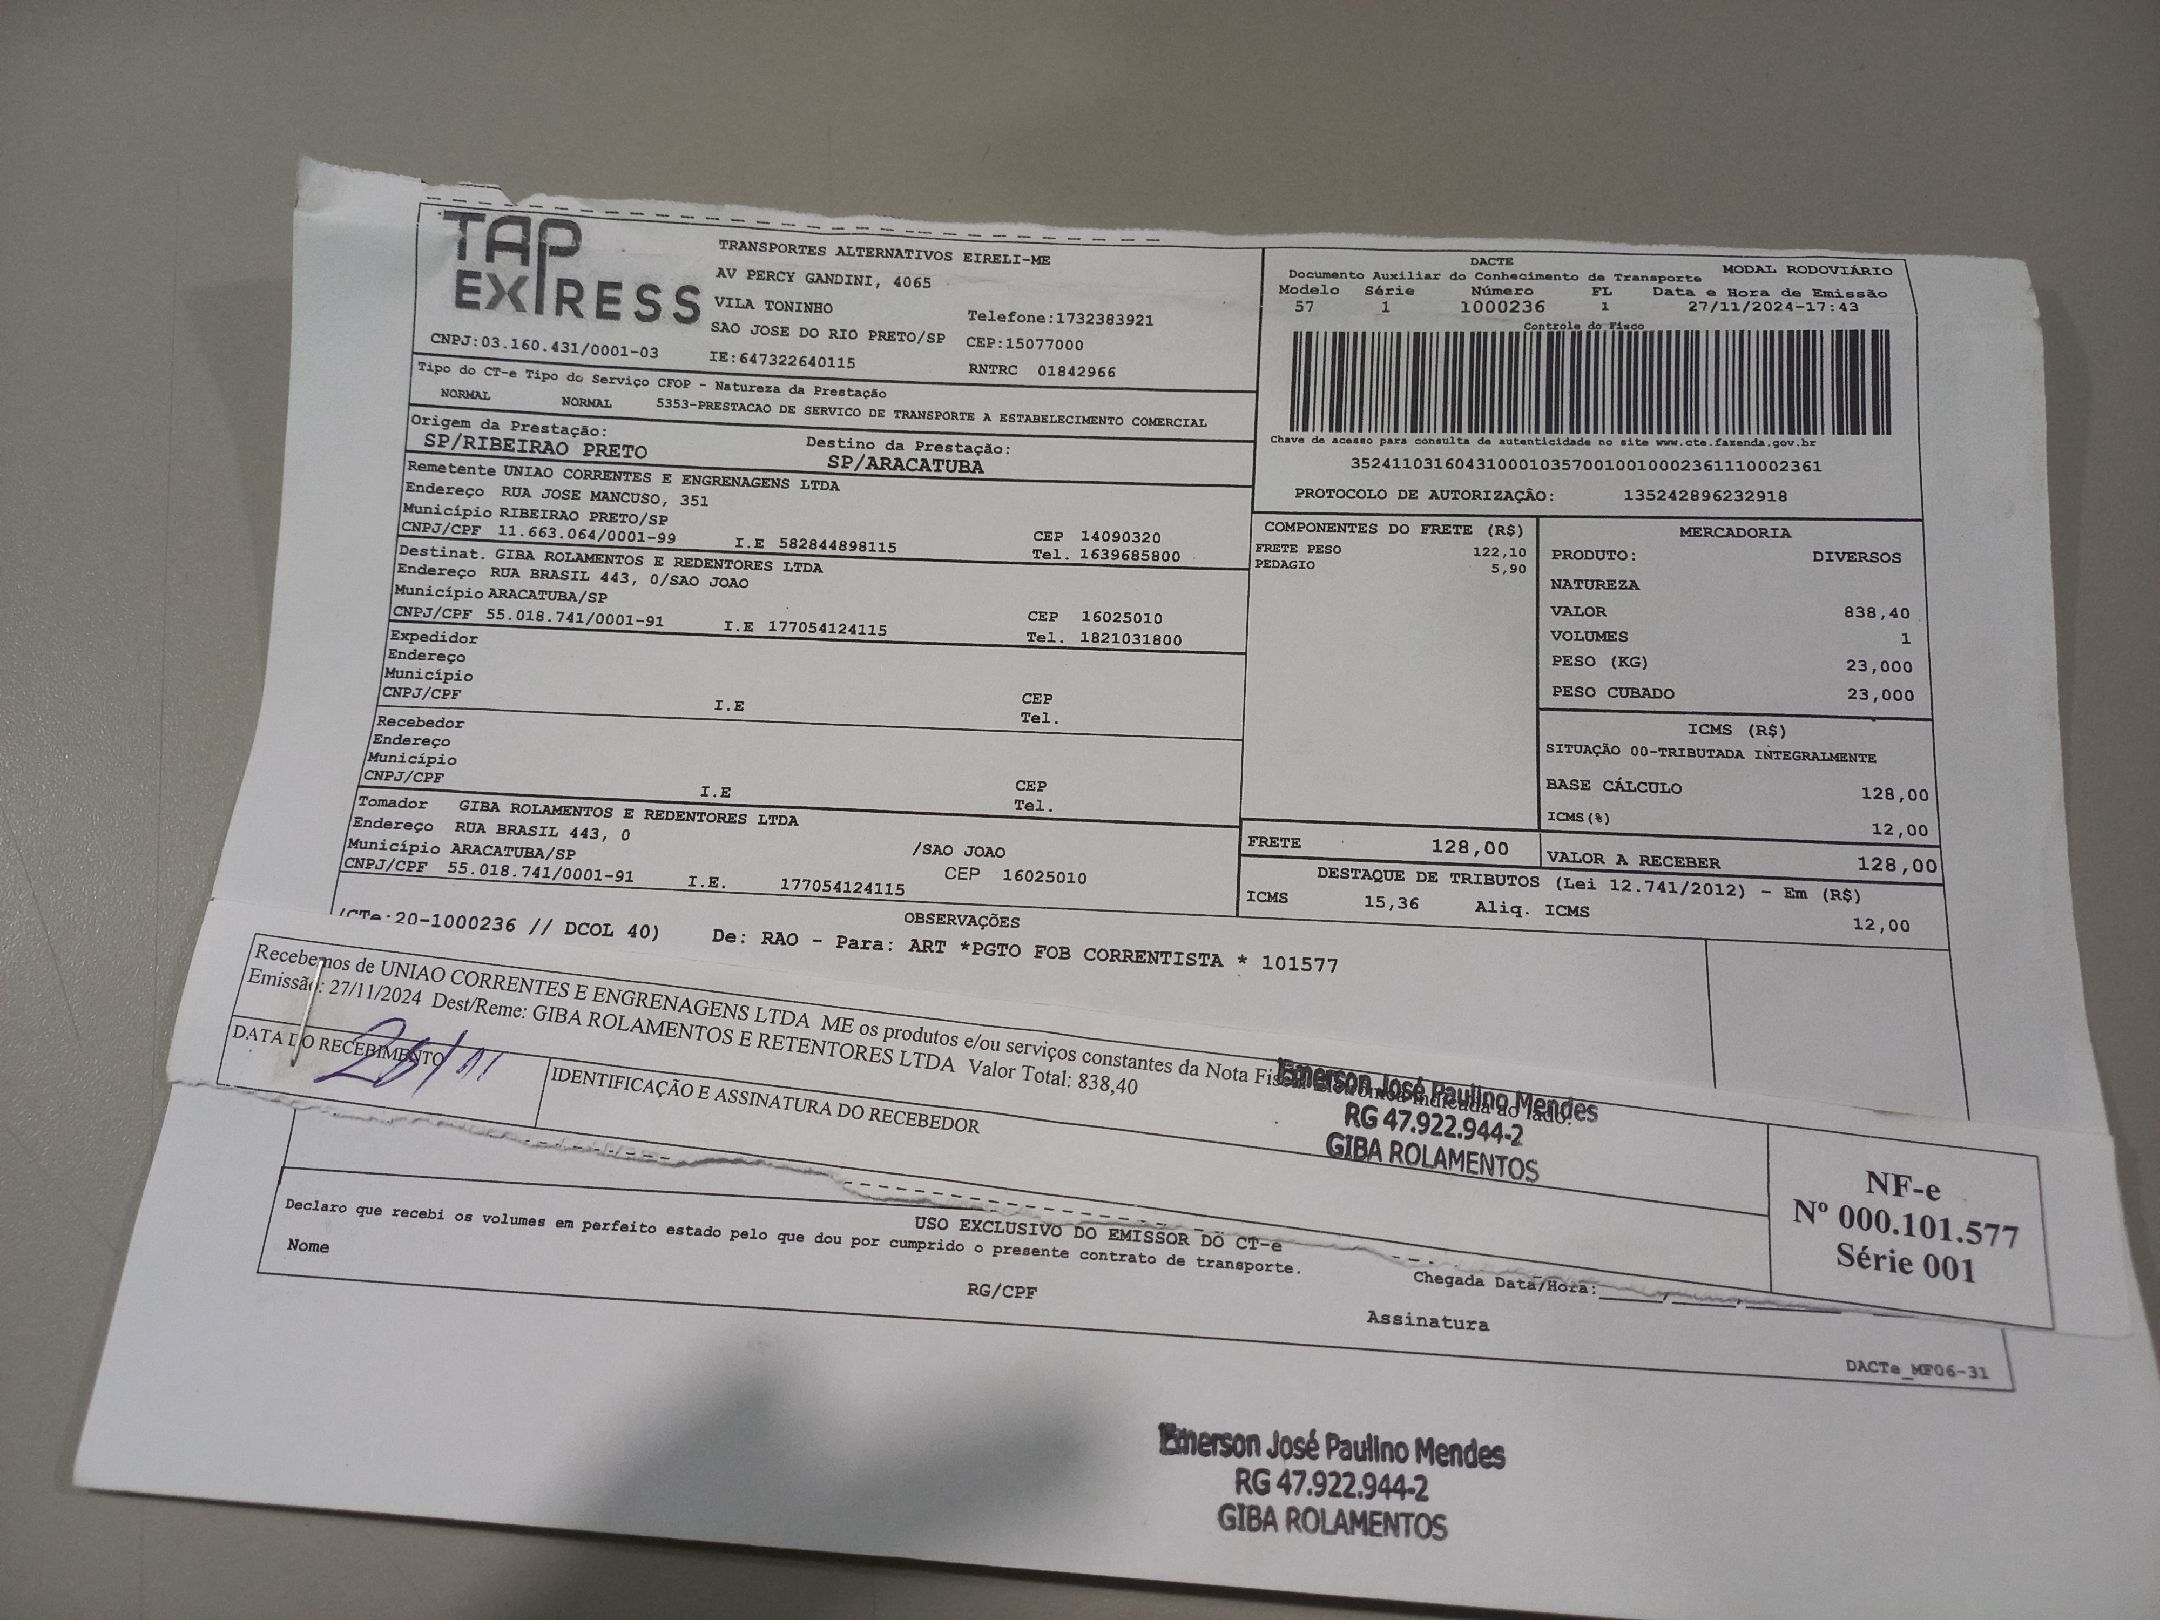 TAP
EXPRESS
TRANSPORTES ALTERNATIVOS EIRELI-ME
AV PERCY GANDINI, 4065
VILA TONINHO
Telefone:1732383921
SAO JOSE DO RIO PRETO/SP CEP:15077000
CNPJ:03.160.431/0001-03 IE:647322640115 RNTRC 01842966
Tipo do CT-e Tipo do Serviço CFOP - Natureza da Prestação
NORMAL NORMAL 5353-PRESTACAO DE SERVICO DE TRANSPORTE A ESTABELECIMENTO COMERCIAL
Origem da Prestação: Destino da Prestação:
SP/RIBEIRAO PRETO SP/ARACATUBA
Remetente UNIAO CORRENTES E ENGRENAGENS LTDA
Endereço RUA JOSE MANCUSO, 351
Município RIBEIRAO PRETO/SP CEP 14090320
CNPJ/CPF 11.663.064/0001-99 I.E 582844898115 Tel. 1639685800
Destinat. GIBA ROLAMENTOS E REDENTORES LTDA
Endereço RUA BRASIL 443, 0/SAO JOAO
Município ARACATUBA/SP CEP 16025010
CNPJ/CPF 55.018.741/0001-91 I.E 177054124115 Tel. 1821031800
Expedidor
Endereço
Município CEP
CNPJ/CPF I.E Tel.
Recebedor
Endereço
Município CEP
CNPJ/CPF I.E Tel.
Tomador GIBA ROLAMENTOS E REDENTORES LTDA
Endereço RUA BRASIL 443, 0 /SAO JOAO
Município ARACATUBA/SP CEP 16025010
CNPJ/CPF 55.018.741/0001-91 I.E. 177054124115
DACTE MODAL RODOVIÁRIO
Documento Auxiliar do Conhecimento de Transporte
Modelo Série Número FL Data e Hora de Emissão
57 1 1000236 1 27/11/2024-17:43
Controle do Fisco
Chave de acesso para consulta de autenticidade no site www.cte.fazenda.gov.br
35241103160431000103570010010002361110002361
PROTOCOLO DE AUTORIZAÇÃO: 135242896232918
COMPONENTES DO FRETE (R$)
FRETE PESO 122,10
PEDAGIO 5,90
MERCADORIA
PRODUTO: DIVERSOS
NATUREZA
VALOR 838,40
VOLUMES 1
PESO (KG) 23,000
PESO CUBADO 23,000
ICMS (R$)
SITUAÇÃO 00-TRIBUTADA INTEGRALMENTE
BASE CÁLCULO 128,00
ICMS(%) 12,00
FRETE 128,00 VALOR A RECEBER 128,00
DESTAQUE DE TRIBUTOS (Lei 12.741/2012) - Em (R$)
ICMS 15,36 Aliq. ICMS 12,00
OBSERVAÇÕES
(CTe:20-1000236 // DCOL 40) De: RAO - Para: ART *PGTO FOB CORRENTISTA * 101577
Recebemos de UNIAO CORRENTES E ENGRENAGENS LTDA ME os produtos e/ou serviços constantes da Nota Fiscal indicada ao lado.
Emissão: 27/11/2024 Dest/Reme: GIBA ROLAMENTOS E RETENTORES LTDA Valor Total: 838,40
DATA DO RECEBIMENTO
28/11
IDENTIFICAÇÃO E ASSINATURA DO RECEBEDOR
Emerson José Paulino Mendes
RG 47.922.944-2
GIBA ROLAMENTOS
NF-e
Nº 000.101.577
Série 001
USO EXCLUSIVO DO EMISSOR DO CT-e
Declaro que recebi os volumes em perfeito estado pelo que dou por cumprido o presente contrato de transporte.
Nome RG/CPF Assinatura Chegada Data/Hora:
DACTe_MF06-31
Emerson José Paulino Mendes
RG 47.922.944-2
GIBA ROLAMENTOS